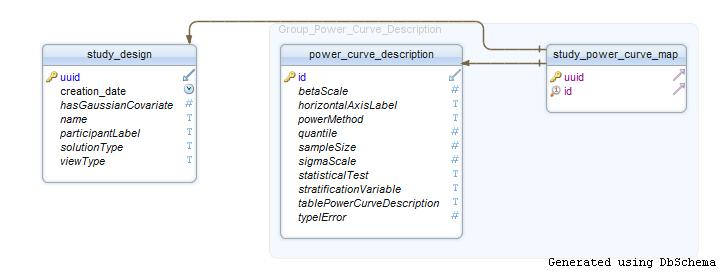 Group_Power_Curve_Description
study_design
uuid
creation_date
hasGaussianCovariate #
name T
participantLabel T
solutionType T
viewType T
power_curve_description
id
betaScale #
horizontalAxisLabel T
powerMethod T
quantile #
sampleSize #
sigmaScale #
statisticalTest T
stratificationVariable T
tablePowerCurveDescription T
typeIError #
study_power_curve_map
uuid
id
Generated using DbSchema